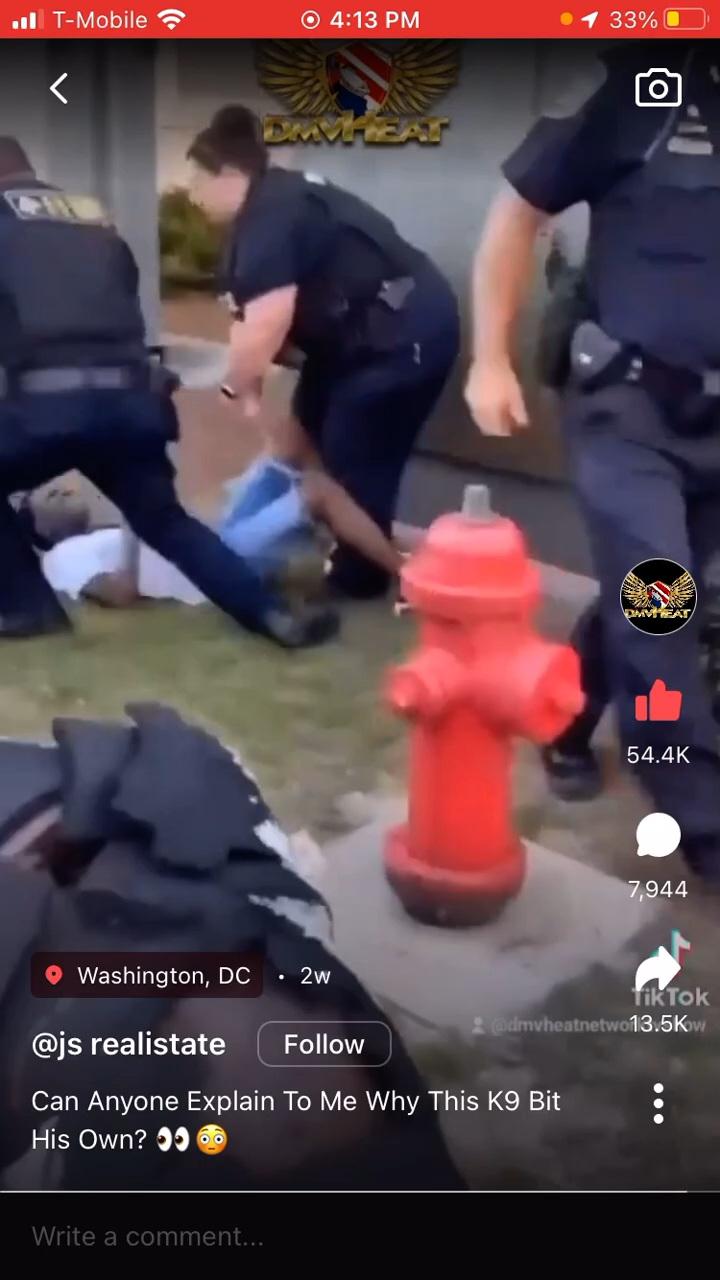 T-Mobile 4:13 PM 33%
DMVHEAT
DMVHEAT
54.4K
7,944
Washington, DC • 2w
TikTok
13.5K
@js realistate Follow
Can Anyone Explain To Me Why This K9 Bit
His Own? 👀😳
Write a comment...